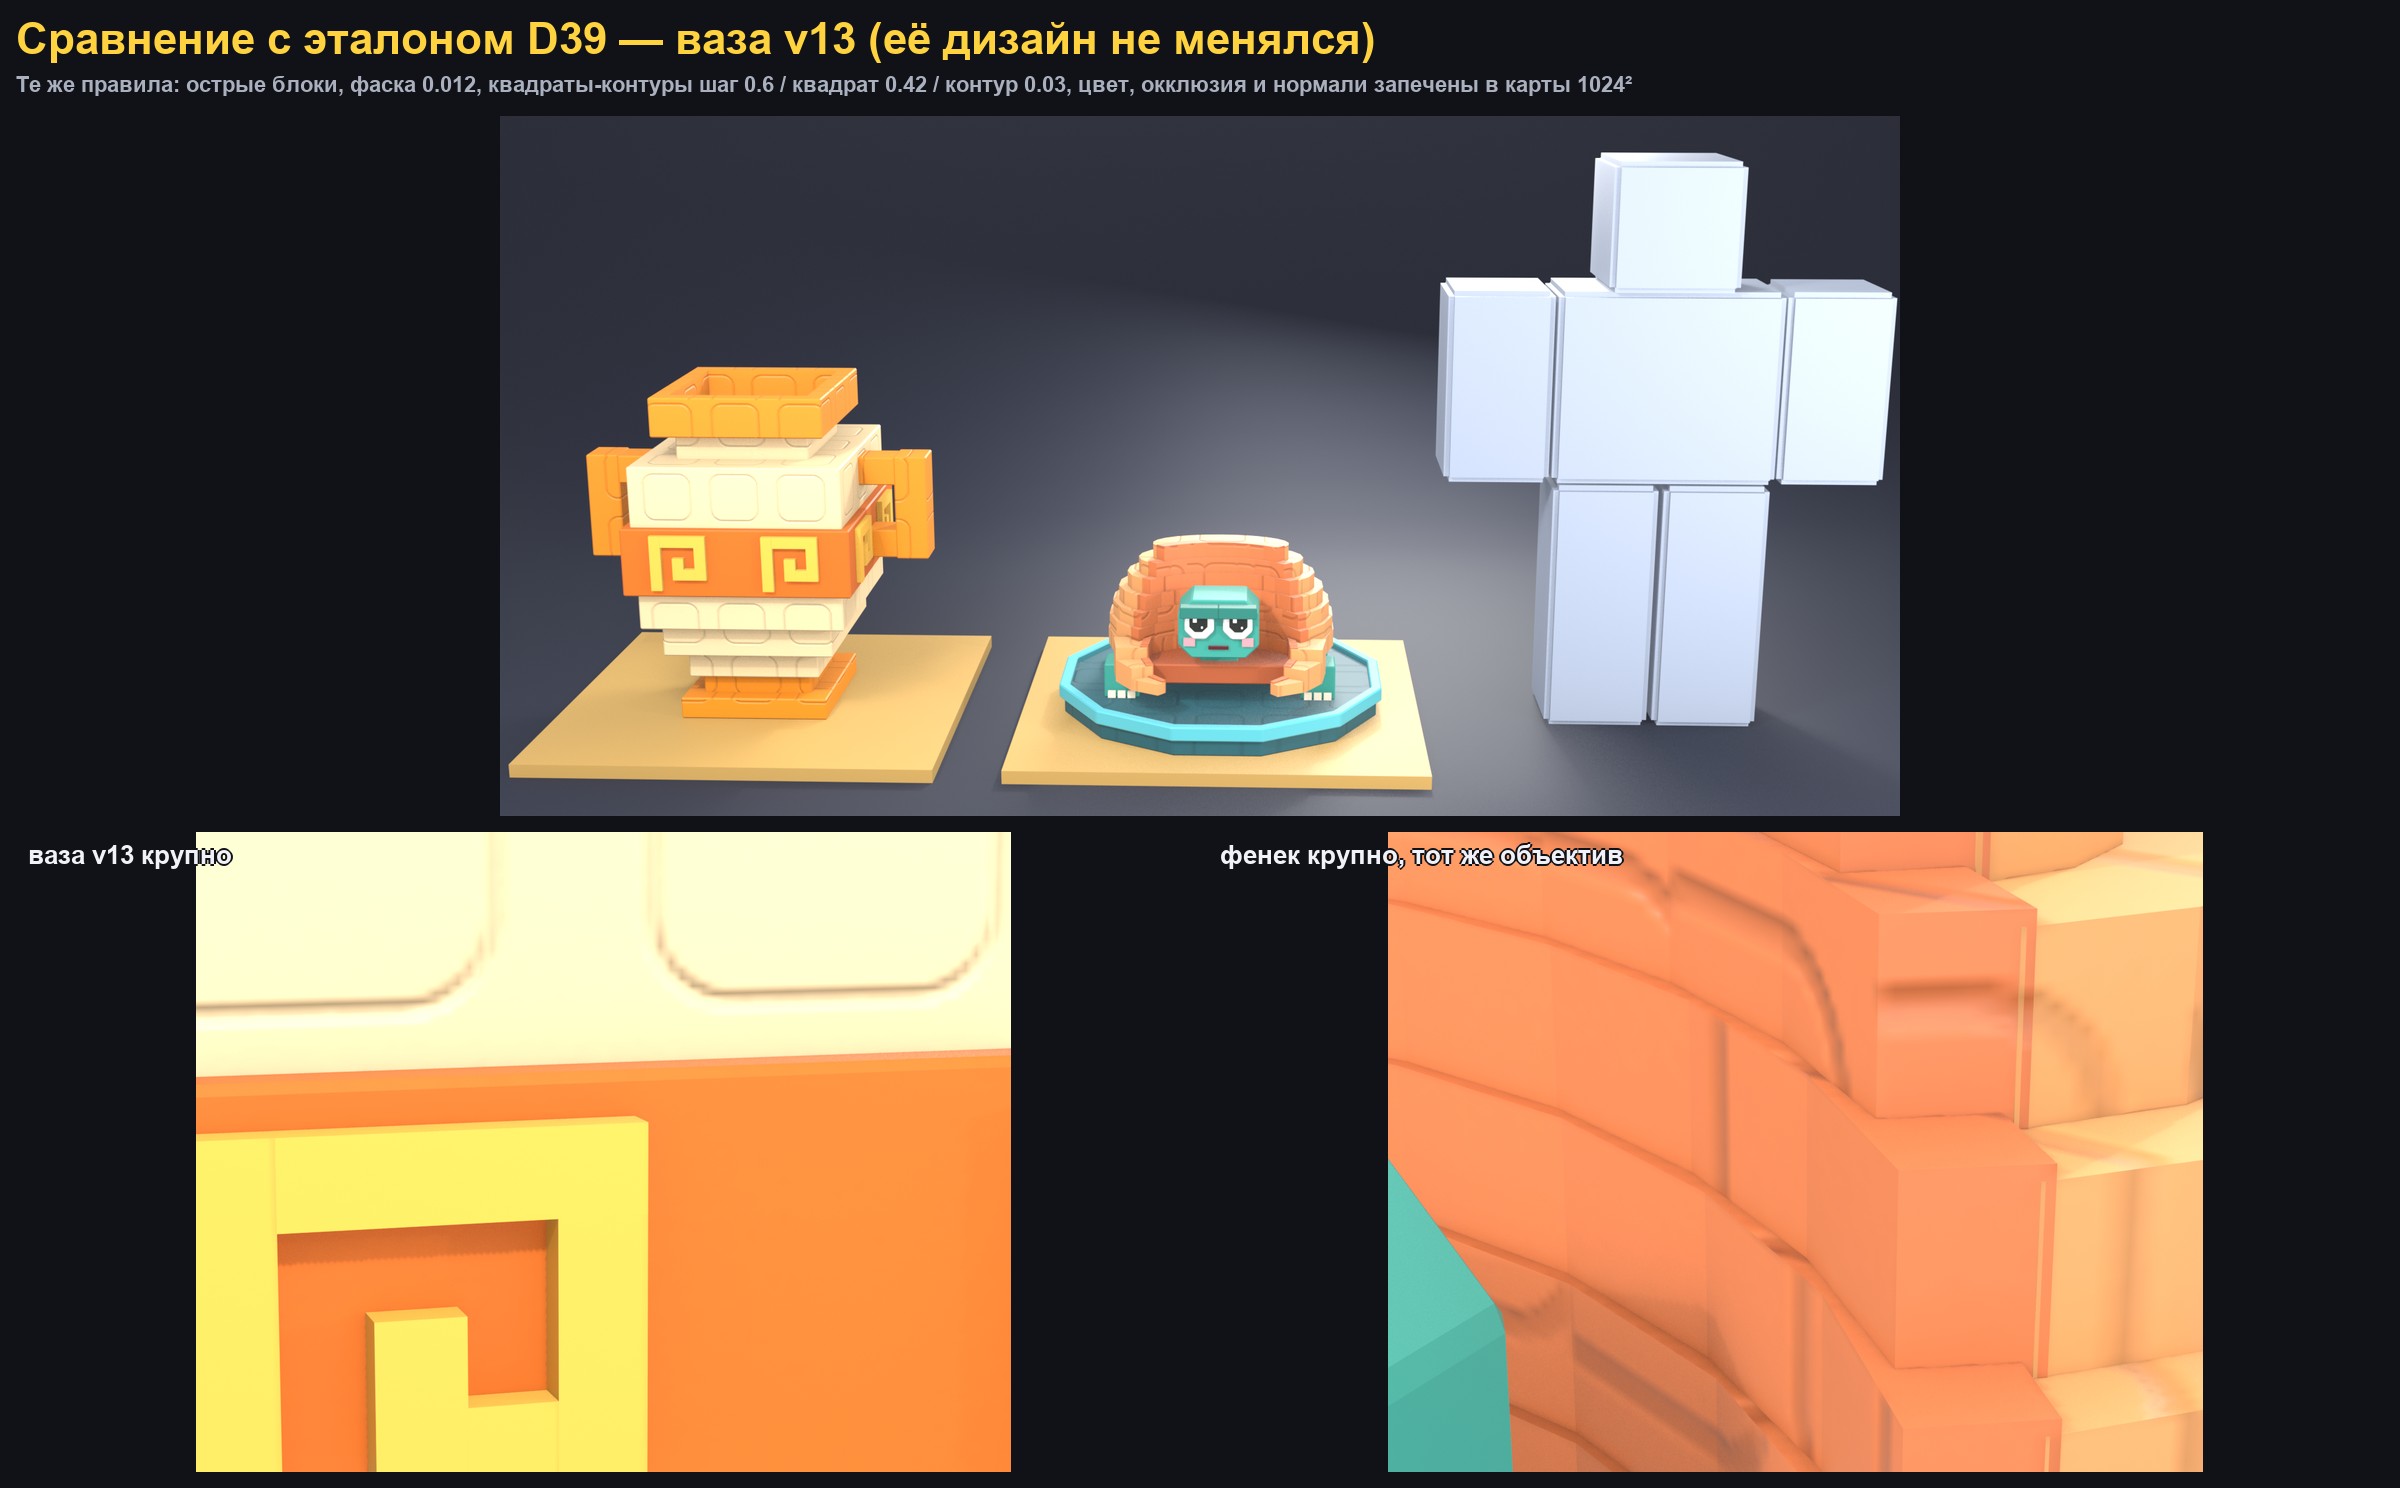 Сравнение с эталоном D39 — ваза v13 (её дизайн не менялся)
Те же правила: острые блоки, фаска 0.012, квадраты-контуры шаг 0.6 / квадрат 0.42 / контур 0.03, цвет, окклюзия и нормали запечены в карты 1024²
ваза v13 крупно
фенек крупно, тот же объектив